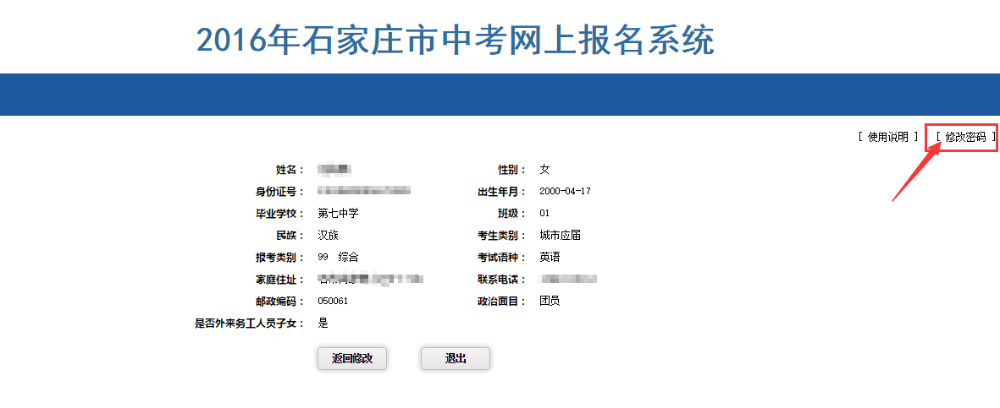 2016年石家庄市中考网上报名系统
[ 使用说明 ] [ 修改密码 ]
姓名： 性别： 女
身份证号： 出生年月： 2000-04-17
毕业学校： 第七中学 班级： 01
民族： 汉族 考生类别： 城市应届
报考类别： 99 综合 考试语种： 英语
家庭住址： 联系电话：
邮政编码： 050061 政治面目： 团员
是否外来务工人员子女： 是
返回修改 退出